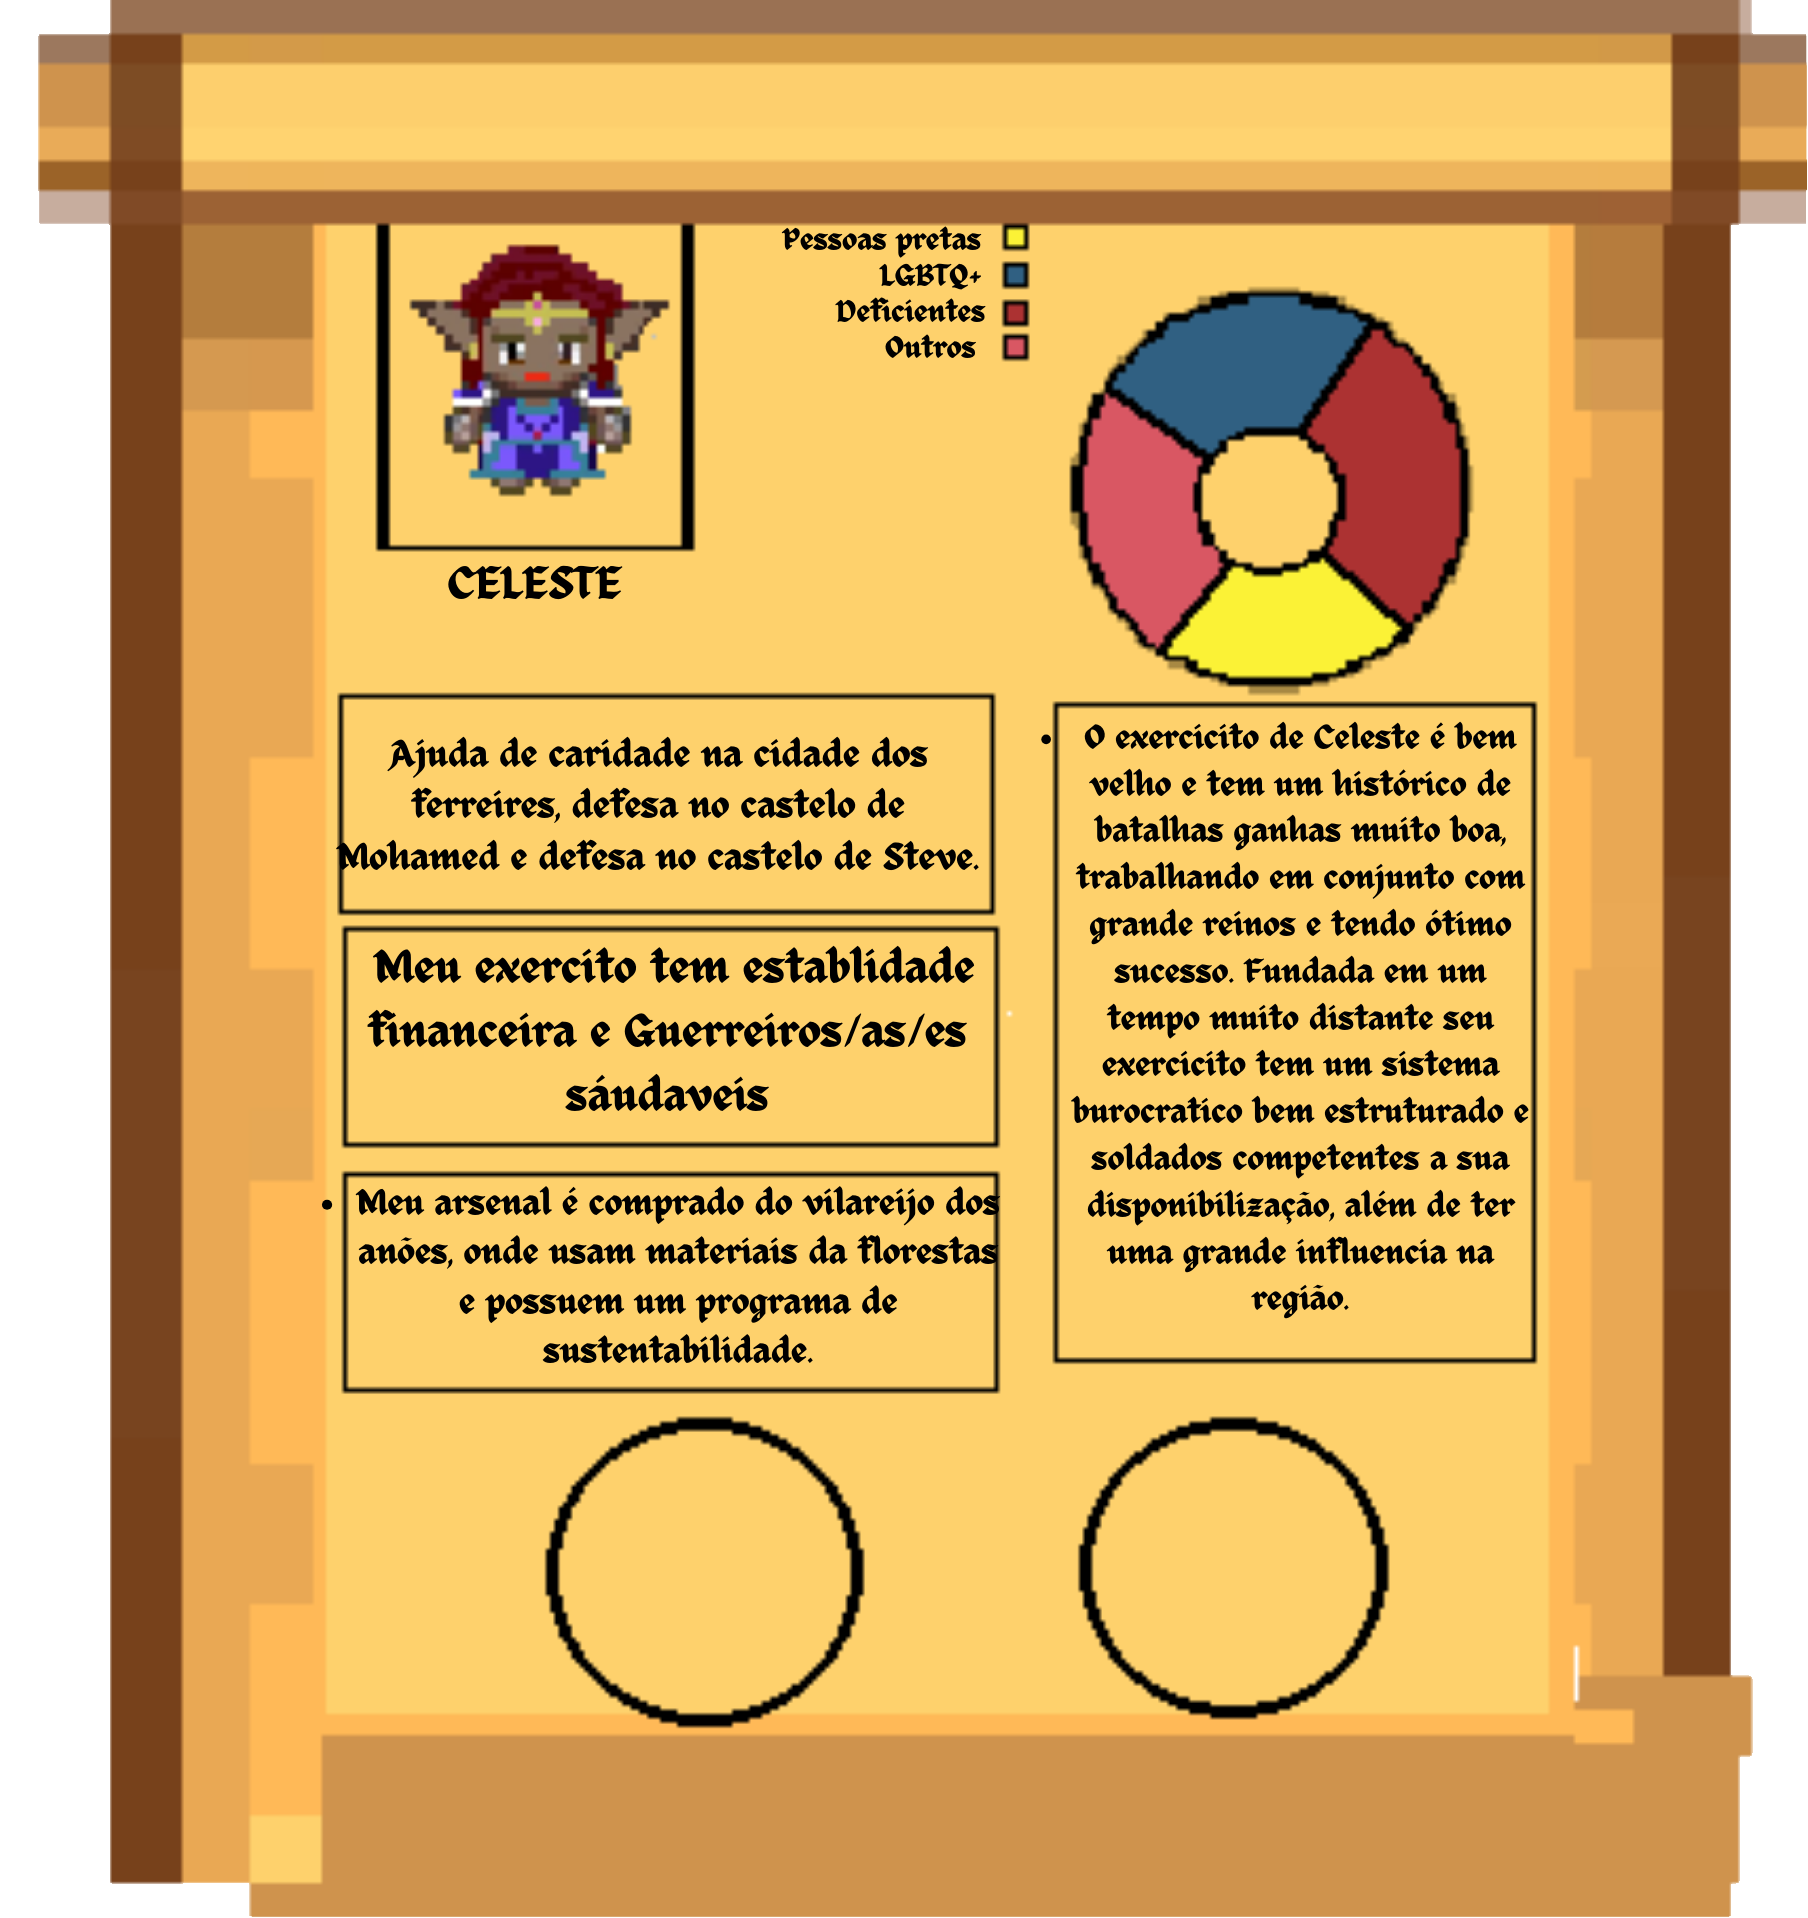 Pessoas pretas
LGBTQ+
Deficientes
Outros
CELESTE
Ajuda de caridade na cidade dos
ferreires, defesa no castelo de
Mohamed e defesa no castelo de Steve.
Meu exercito tem establidade
financeira e Guerreiros/as/es
sáudaveis
• Meu arsenal é comprado do vilareijo dos
anões, onde usam materiais da florestas
e possuem um programa de
sustentabilidade.
• O exercicito de Celeste é bem
velho e tem um histórico de
batalhas ganhas muito boa,
trabalhando em conjunto com
grande reinos e tendo ótimo
sucesso. Fundada em um
tempo muito distante seu
exercicito tem um sistema
burocratico bem estruturado e
soldados competentes a sua
disponibilização, além de ter
uma grande influencia na
região.